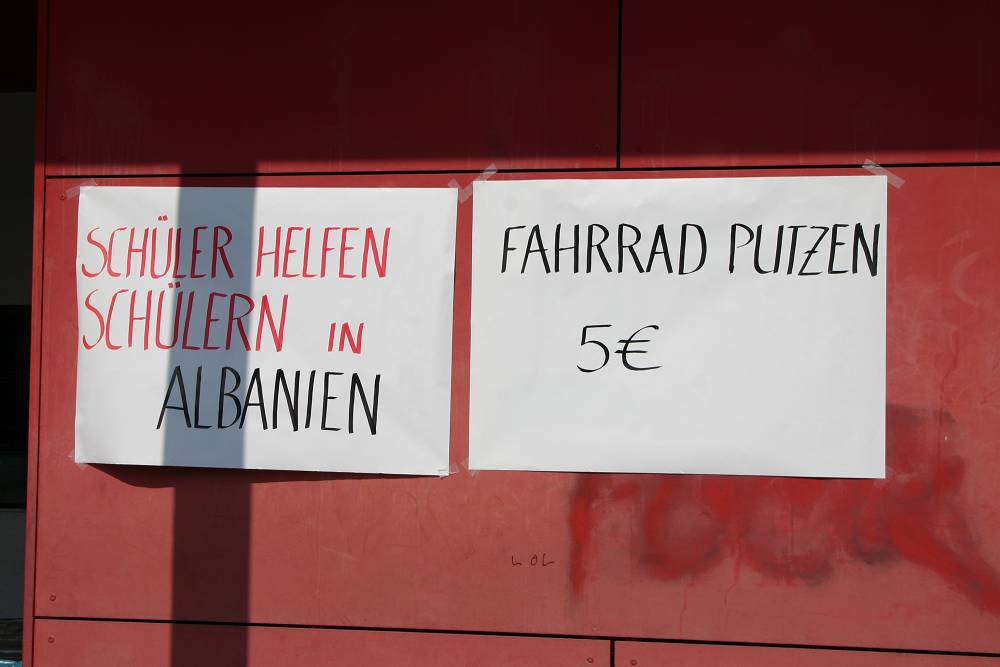 SCHÜLER HELFEN
SCHÜLERN IN
ALBANIEN
FAHRRAD PUTZEN
5€